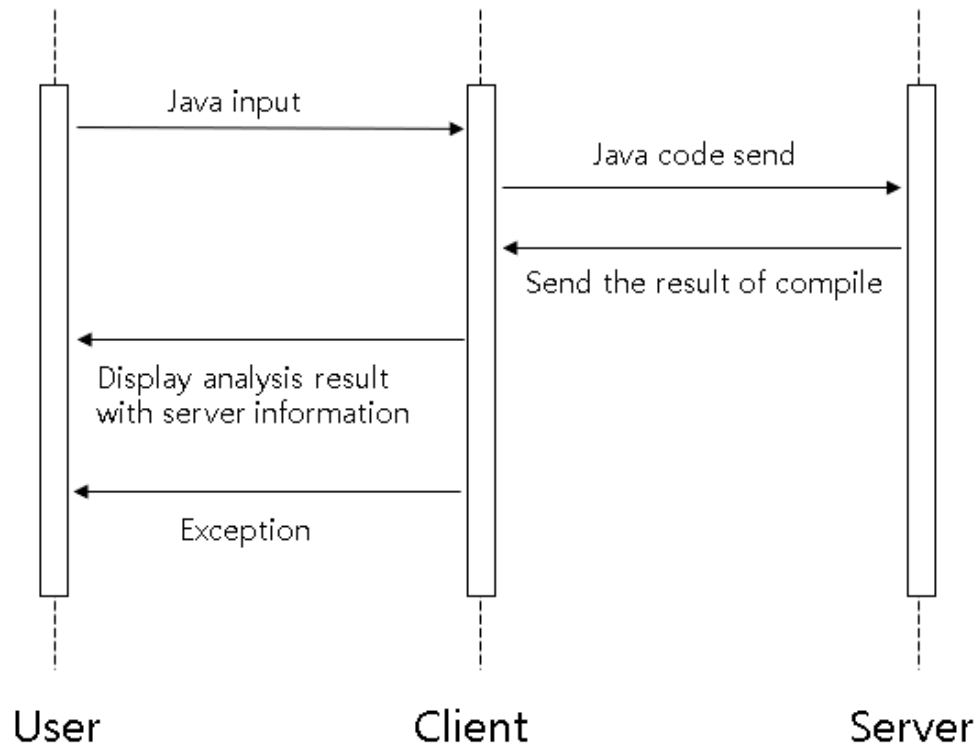 Java input
Java code send
Send the result of compile
Display analysis result
with server information
Exception
User
Client
Server